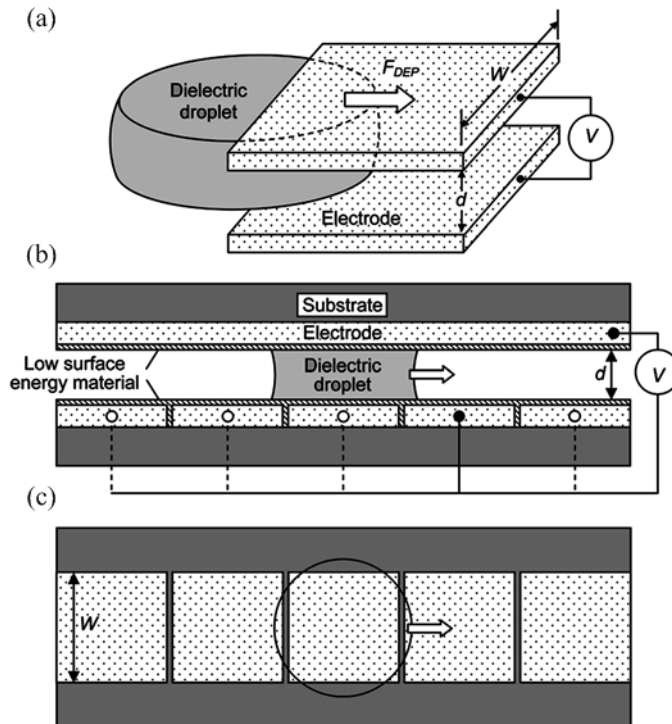 (a)
Dielectric
droplet
F_DEP
W
V
d
Electrode
(b)
Substrate
Electrode
Low surface
energy material
Dielectric
droplet
d
V
(c)
W